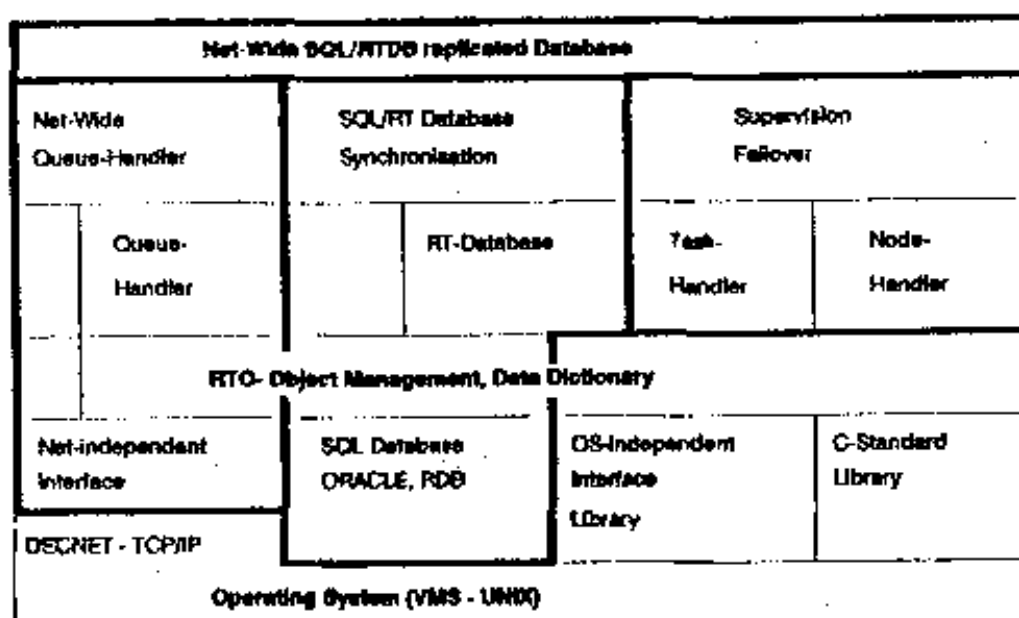 Net-Wide SQL/RTDB replicated Database
Net-Wide
Queue-Handler
SQL/RT Database
Synchronisation
Supervision
Failover
Queue-
Handler
RT-Database
Task-
Handler
Node-
Handler
RTO- Object Management, Data Dictionary
Net-independent
Interface
SQL Database
ORACLE, RDB
OS-Independent
Interface
Library
C-Standard
Library
DECNET - TCP/IP
Operating System (VMS - UNIX)